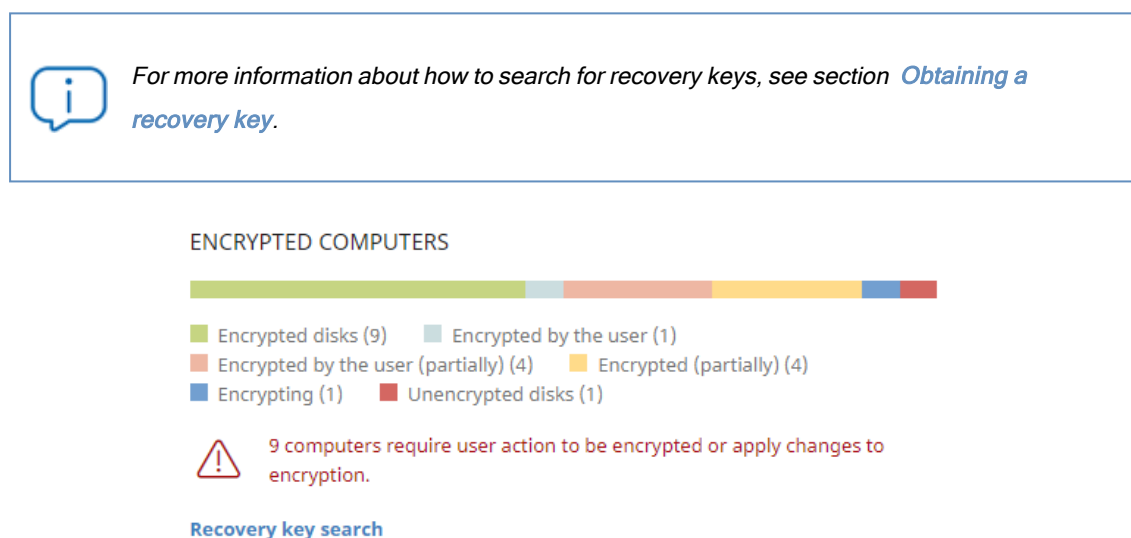 For more information about how to search for recovery keys, see section Obtaining a
recovery key.
ENCRYPTED COMPUTERS
Encrypted disks (9) Encrypted by the user (1)
Encrypted by the user (partially) (4) Encrypted (partially) (4)
Encrypting (1) Unencrypted disks (1)
9 computers require user action to be encrypted or apply changes to
encryption.
Recovery key search